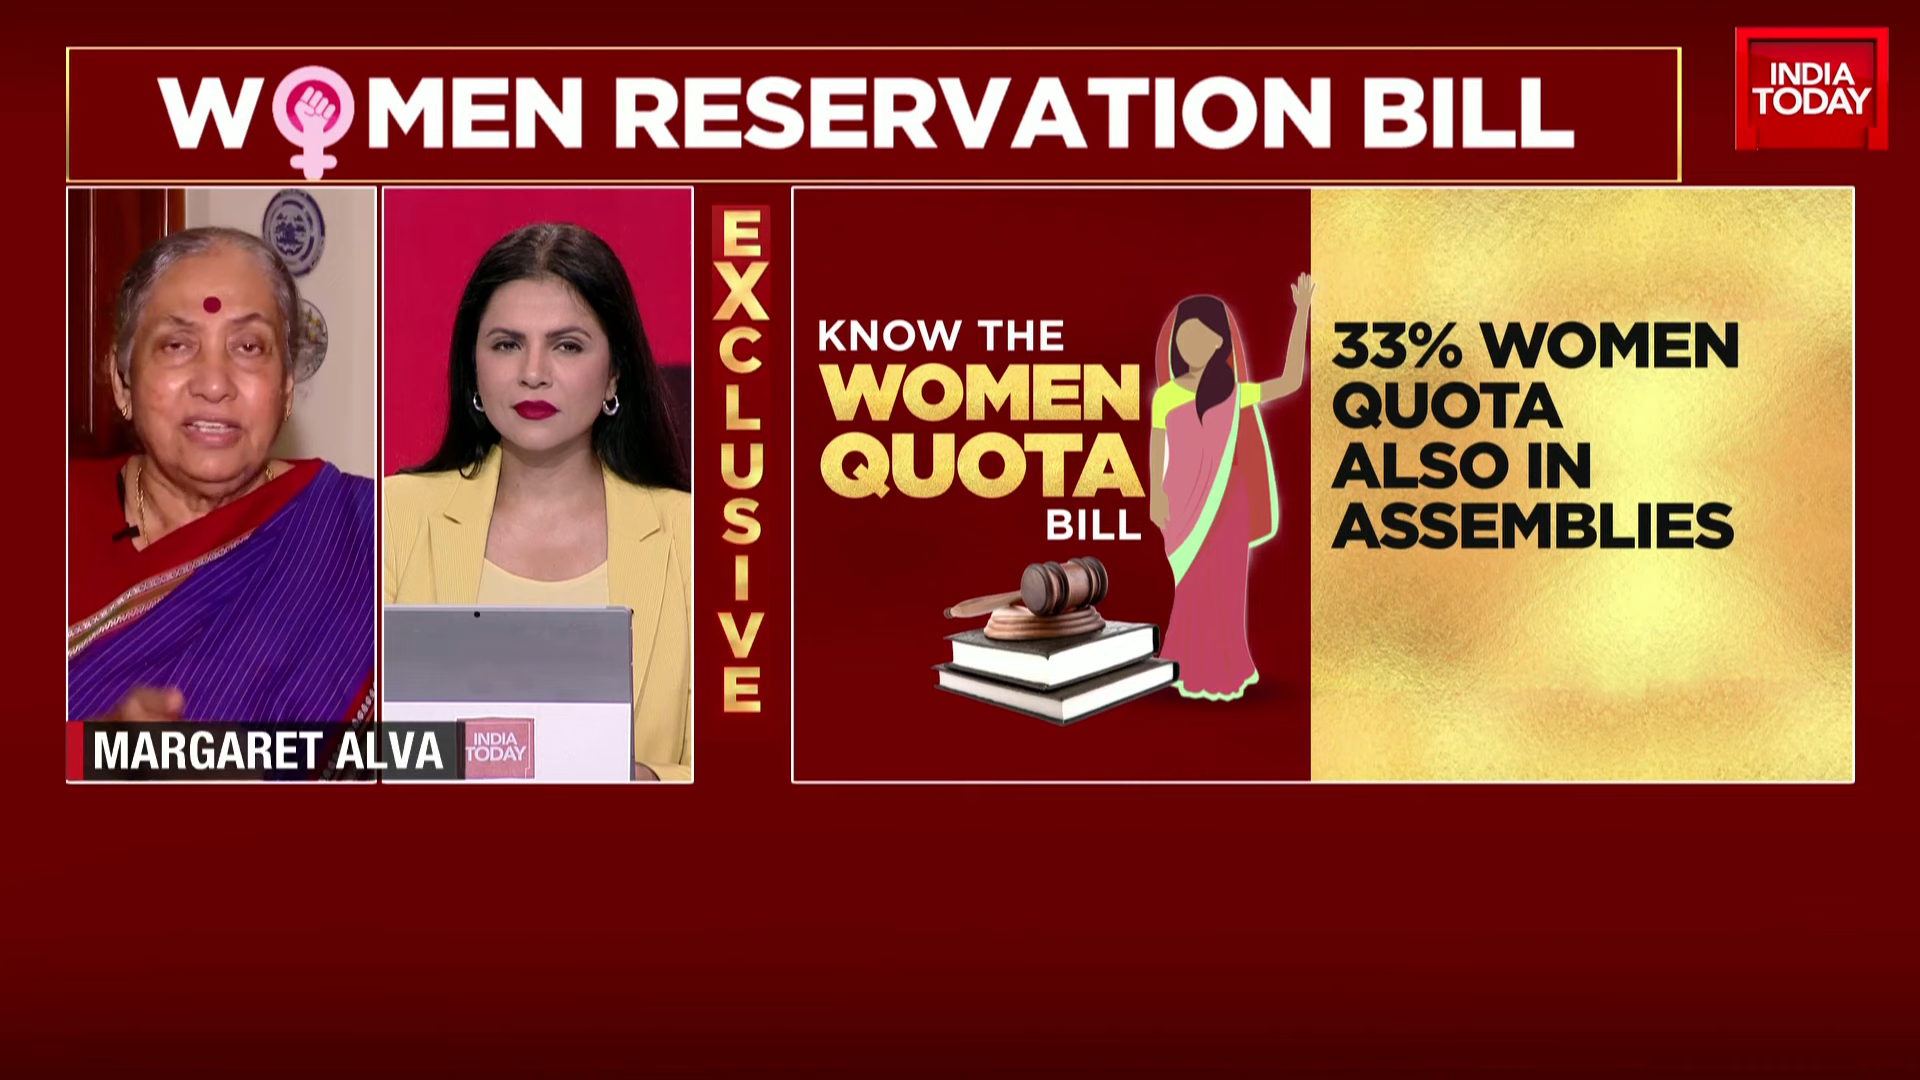 WOMEN RESERVATION BILL
INDIA
TODAY
EXCLUSIVE
KNOW THE
WOMEN
QUOTA
BILL
33% WOMEN
QUOTA
ALSO IN
ASSEMBLIES
MARGARET ALVA
INDIA
TODAY